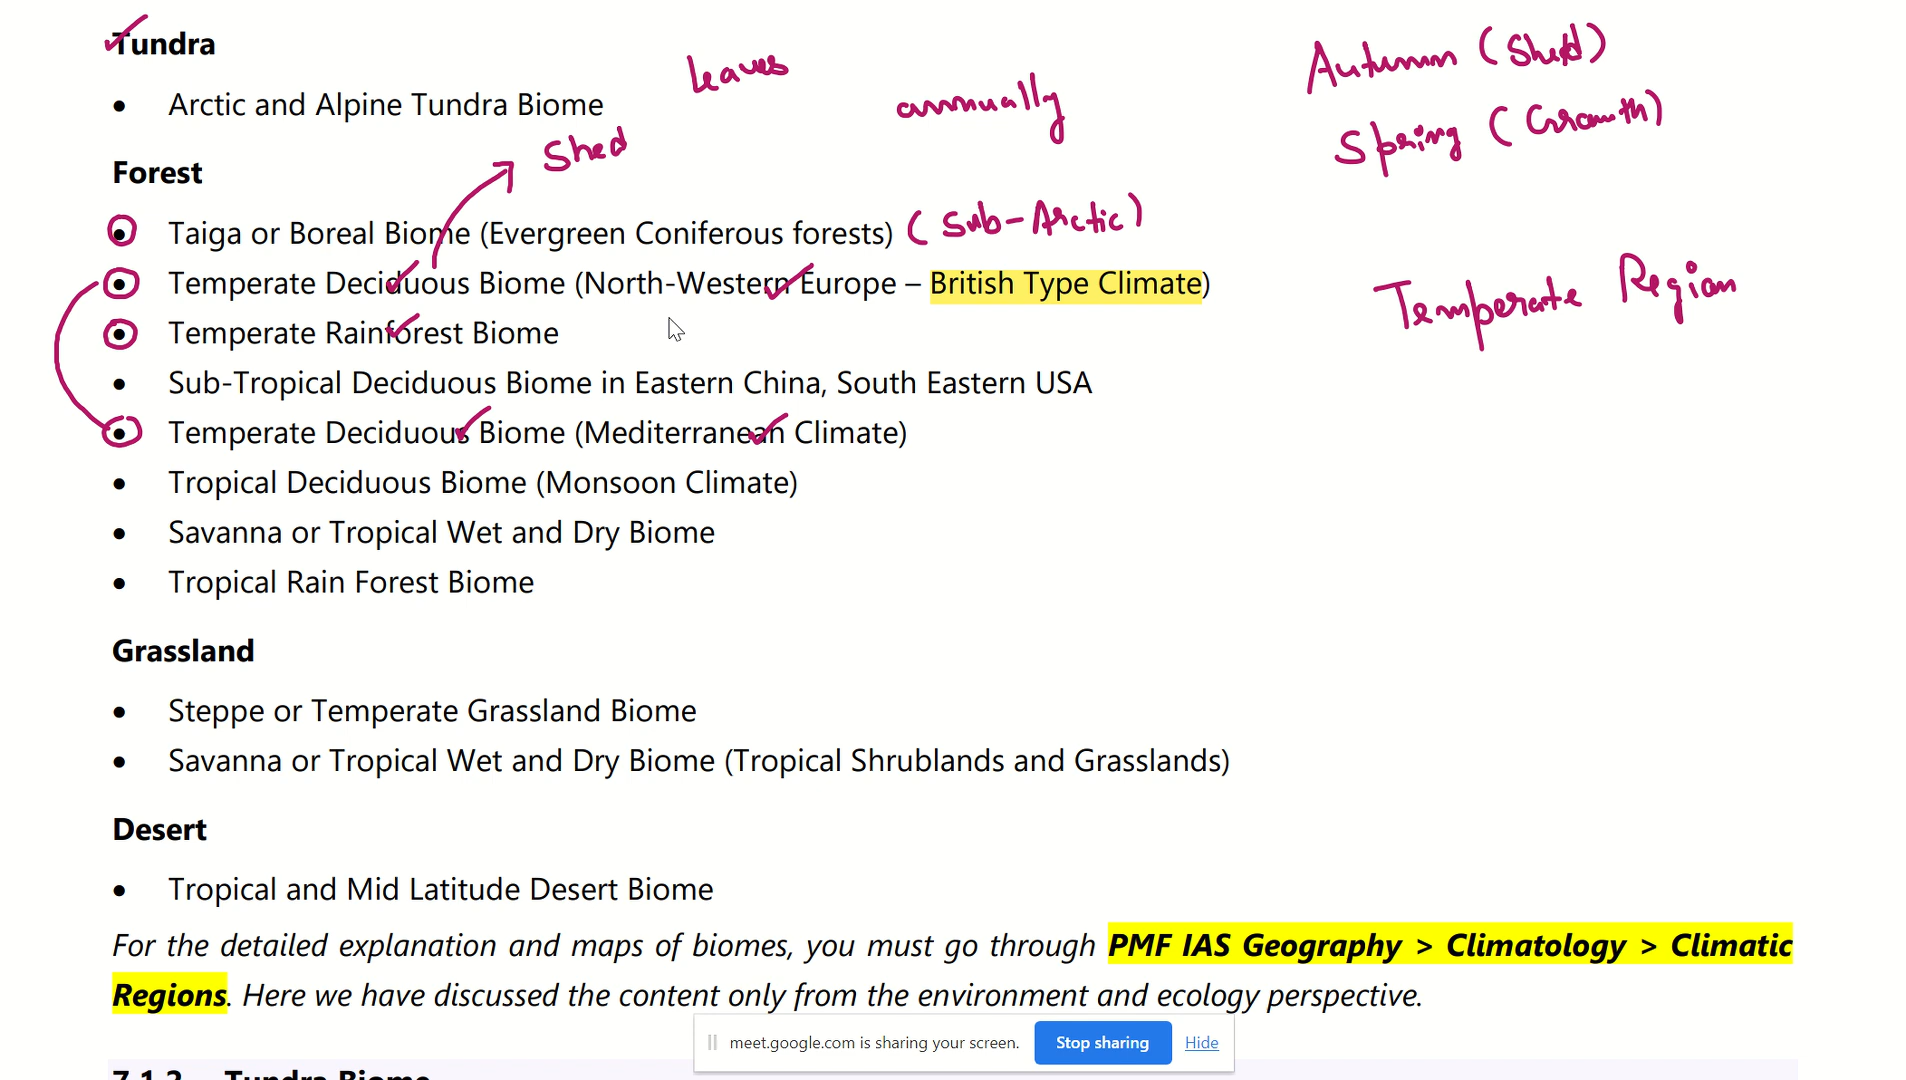 Tundra
Autumn (Shed)
leaves
• Arctic and Alpine Tundra Biome
annually
Spring (Growth)
Shed
Forest
• Taiga or Boreal Biome (Evergreen Coniferous forests) (Sub-Arctic)
• Temperate Deciduous Biome (North-Western Europe – British Type Climate)
Temperate Region
• Temperate Rainforest Biome
• Sub-Tropical Deciduous Biome in Eastern China, South Eastern USA
• Temperate Deciduous Biome (Mediterranean Climate)
• Tropical Deciduous Biome (Monsoon Climate)
• Savanna or Tropical Wet and Dry Biome
• Tropical Rain Forest Biome
Grassland
• Steppe or Temperate Grassland Biome
• Savanna or Tropical Wet and Dry Biome (Tropical Shrublands and Grasslands)
Desert
• Tropical and Mid Latitude Desert Biome
For the detailed explanation and maps of biomes, you must go through PMF IAS Geography > Climatology > Climatic
Regions. Here we have discussed the content only from the environment and ecology perspective.
meet.google.com is sharing your screen. Stop sharing Hide
7.1.2 Tundra Biome